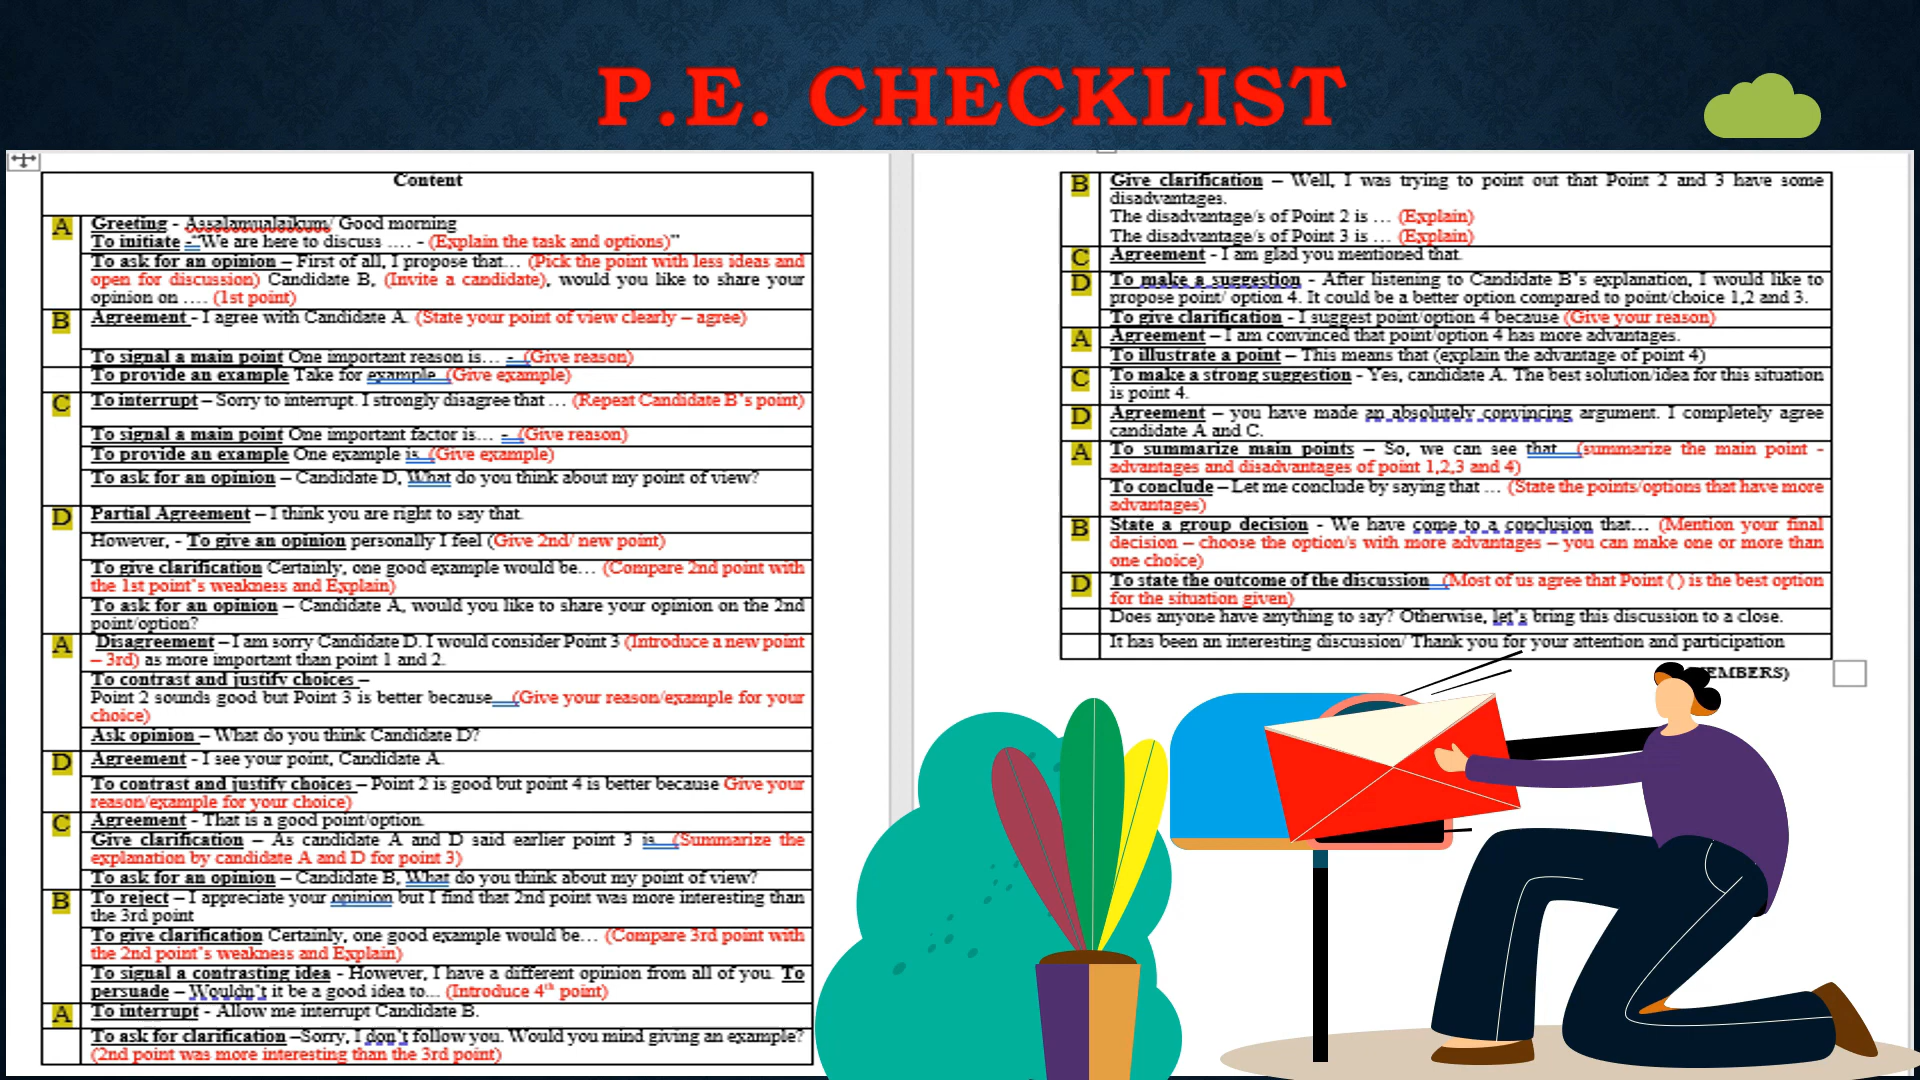 P.E. CHECKLIST
Content
A
Greeting - Assalamualaikum/ Good morning
To initiate -“We are here to discuss …. - (Explain the task and options)”
To ask for an opinion – First of all, I propose that… (Pick the point with less ideas and
open for discussion) Candidate B, (Invite a candidate), would you like to share your
opinion on …. (1st point)
B
Agreement - I agree with Candidate A. (State your point of view clearly – agree)
To signal a main point One important reason is… - (Give reason)
To provide an example Take for example (Give example)
C
To interrupt – Sorry to interrupt. I strongly disagree that … (Repeat Candidate B's point)
To signal a main point One important factor is… - (Give reason)
To provide an example One example is (Give example)
To ask for an opinion – Candidate D, What do you think about my point of view?
D
Partial Agreement – I think you are right to say that.
However, - To give an opinion personally I feel (Give 2nd/ new point)
To give clarification Certainly, one good example would be… (Compare 2nd point with
the 1st point's weakness and Explain)
To ask for an opinion – Candidate A, would you like to share your opinion on the 2nd
point/option?
A
Disagreement – I am sorry Candidate D. I would consider Point 3 (Introduce a new point
– 3rd) as more important than point 1 and 2.
To contrast and justify choices –
Point 2 sounds good but Point 3 is better because (Give your reason/example for your
choice)
Ask opinion – What do you think Candidate D?
D
Agreement - I see your point, Candidate A.
To contrast and justify choices – Point 2 is good but point 4 is better because Give your
reason/example for your choice)
C
Agreement - That is a good point/option.
Give clarification – As candidate A and D said earlier point 3 is (Summarize the
explanation by candidate A and D for point 3)
To ask for an opinion – Candidate B, What do you think about my point of view?
B
To reject – I appreciate your opinion but I find that 2nd point was more interesting than
the 3rd point
To give clarification Certainly, one good example would be… (Compare 3rd point with
the 2nd point's weakness and Explain)
To signal a contrasting idea - However, I have a different opinion from all of you. To
persuade – Wouldn't it be a good idea to... (Introduce 4th point)
A
To interrupt - Allow me interrupt Candidate B.
To ask for clarification –Sorry, I don't follow you. Would you mind giving an example?
(2nd point was more interesting than the 3rd point)
B
Give clarification – Well, I was trying to point out that Point 2 and 3 have some
disadvantages.
The disadvantage/s of Point 2 is … (Explain)
The disadvantage/s of Point 3 is … (Explain)
C
Agreement - I am glad you mentioned that.
D
To make a suggestion - After listening to Candidate B's explanation, I would like to
propose point/ option 4. It could be a better option compared to point/choice 1,2 and 3.
To give clarification - I suggest point/option 4 because (Give your reason)
A
Agreement – I am convinced that point/option 4 has more advantages.
To illustrate a point – This means that (explain the advantage of point 4)
C
To make a strong suggestion - Yes, candidate A. The best solution/idea for this situation
is point 4.
D
Agreement – you have made an absolutely convincing argument. I completely agree
candidate A and C.
A
To summarize main points – So, we can see that (summarize the main point -
advantages and disadvantages of point 1,2,3 and 4)
To conclude – Let me conclude by saying that … (State the points/options that have more
advantages)
B
State a group decision - We have come to a conclusion that… (Mention your final
decision – choose the option/s with more advantages – you can make one or more than
one choice)
D
To state the outcome of the discussion (Most of us agree that Point ( ) is the best option
for the situation given)
Does anyone have anything to say? Otherwise, let's bring this discussion to a close.
It has been an interesting discussion/ Thank you for your attention and participation
EMBERS)